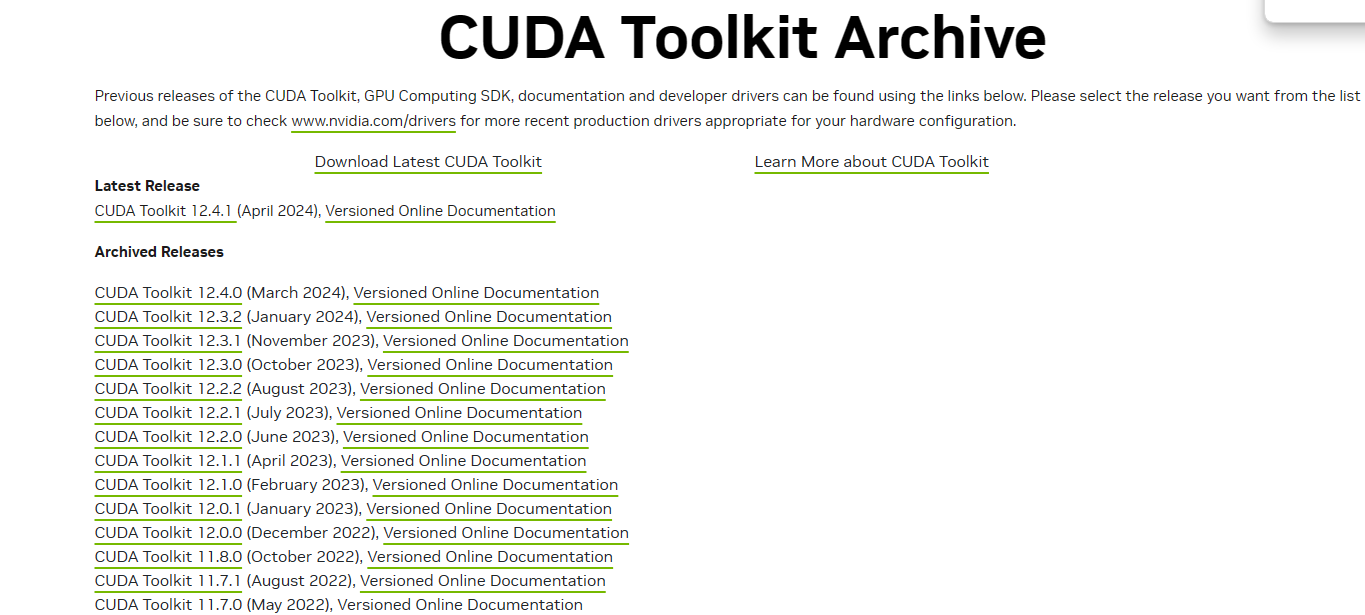 CUDA Toolkit Archive
Previous releases of the CUDA Toolkit, GPU Computing SDK, documentation and developer drivers can be found using the links below. Please select the release you want from the list
below, and be sure to check www.nvidia.com/drivers for more recent production drivers appropriate for your hardware configuration.
Download Latest CUDA Toolkit Learn More about CUDA Toolkit
Latest Release
CUDA Toolkit 12.4.1 (April 2024), Versioned Online Documentation
Archived Releases
CUDA Toolkit 12.4.0 (March 2024), Versioned Online Documentation
CUDA Toolkit 12.3.2 (January 2024), Versioned Online Documentation
CUDA Toolkit 12.3.1 (November 2023), Versioned Online Documentation
CUDA Toolkit 12.3.0 (October 2023), Versioned Online Documentation
CUDA Toolkit 12.2.2 (August 2023), Versioned Online Documentation
CUDA Toolkit 12.2.1 (July 2023), Versioned Online Documentation
CUDA Toolkit 12.2.0 (June 2023), Versioned Online Documentation
CUDA Toolkit 12.1.1 (April 2023), Versioned Online Documentation
CUDA Toolkit 12.1.0 (February 2023), Versioned Online Documentation
CUDA Toolkit 12.0.1 (January 2023), Versioned Online Documentation
CUDA Toolkit 12.0.0 (December 2022), Versioned Online Documentation
CUDA Toolkit 11.8.0 (October 2022), Versioned Online Documentation
CUDA Toolkit 11.7.1 (August 2022), Versioned Online Documentation
CUDA Toolkit 11.7.0 (May 2022), Versioned Online Documentation